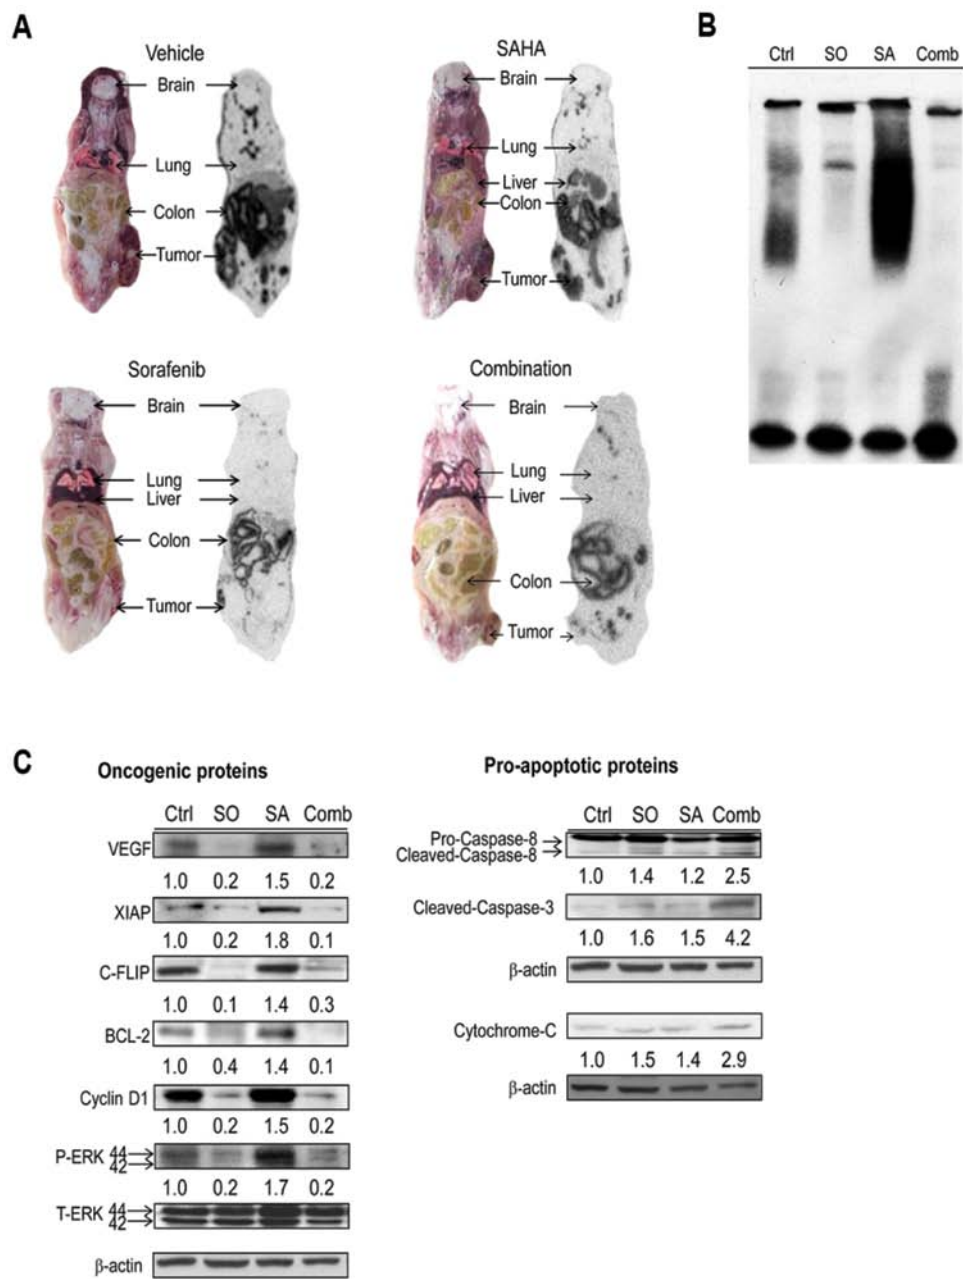 A
Vehicle
Brain
Lung
Colon
Tumor
SAHA
Brain
Lung
Liver
Colon
Tumor
Sorafenib
Brain
Lung
Liver
Colon
Tumor
Combination
Brain
Lung
Liver
Colon
Tumor
B
Ctrl SO SA Comb
C
Oncogenic proteins
Ctrl SO SA Comb
VEGF
1.0 0.2 1.5 0.2
XIAP
1.0 0.2 1.8 0.1
C-FLIP
1.0 0.1 1.4 0.3
BCL-2
1.0 0.4 1.4 0.1
Cyclin D1
1.0 0.2 1.5 0.2
P-ERK 44
42
1.0 0.2 1.7 0.2
T-ERK 44
42
β-actin
Pro-apoptotic proteins
Ctrl SO SA Comb
Pro-Caspase-8
Cleaved-Caspase-8
1.0 1.4 1.2 2.5
Cleaved-Caspase-3
1.0 1.6 1.5 4.2
β-actin
Cytochrome-C
1.0 1.5 1.4 2.9
β-actin